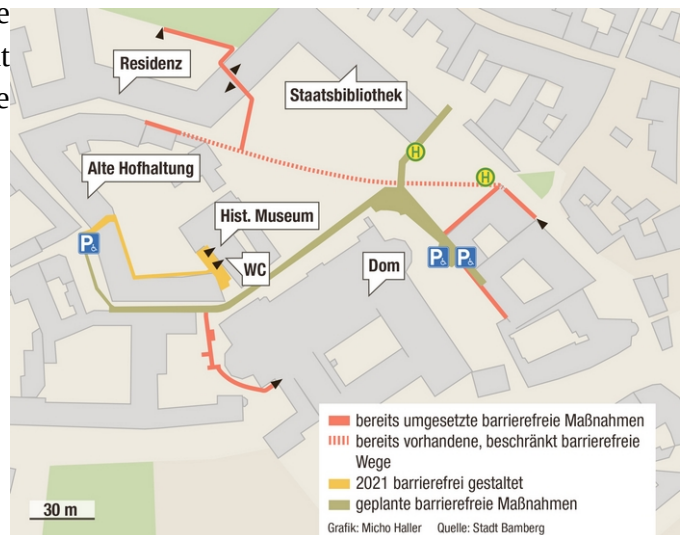 e
t
e
Residenz
Staatsbibliothek
H
Alte Hofhaltung
H
Hist. Museum
P
WC
Dom
P
P
bereits umgesetzte barrierefreie Maßnahmen
bereits vorhandene, beschränkt barrierefreie
Wege
2021 barrierefrei gestaltet
geplante barrierefreie Maßnahmen
30 m
Grafik: Micho Haller Quelle: Stadt Bamberg